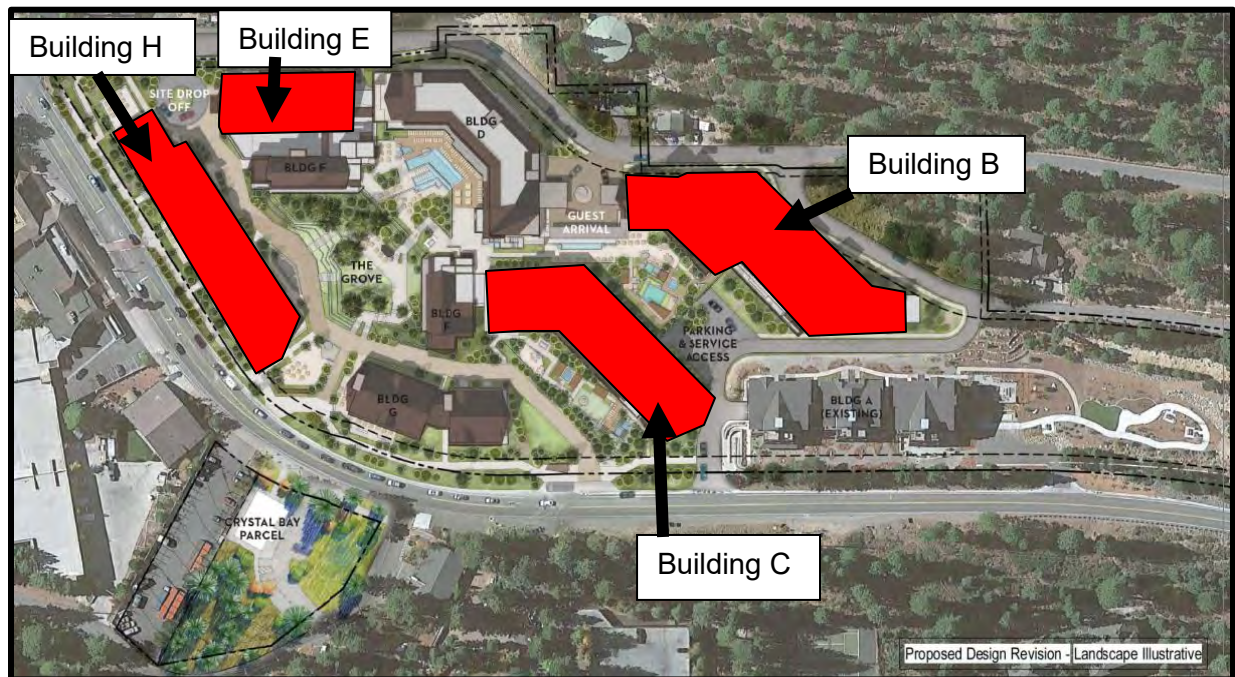 Building H
Building E
SITE DROP
OFF
BLDG
D
BLDG F
Building B
GUEST
ARRIVAL
THE
GROVE
BLDG
F
PARKING
& SERVICE
ACCESS
BLDG
G
BLDG A
(EXISTING)
CRYSTAL BAY
PARCEL
Building C
Proposed Design Revision - Landscape Illustrative